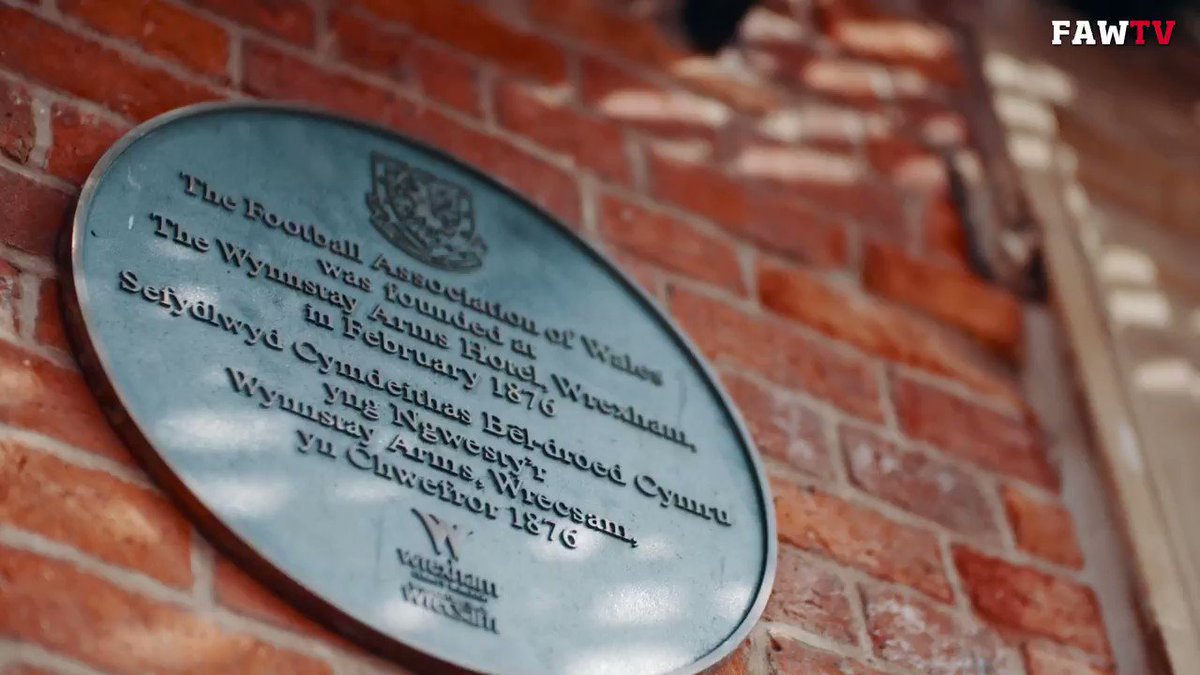 FAWTV
The Football Association of Wales
was founded at
The Wynnstay Arms Hotel, Wrexham,
in February 1876
Sefydlwyd Cymdeithas Bêl-droed Cymru
yng Ngwesty'r
Wynnstay Arms, Wrecsam,
yn Chwefror 1876
Wrexham
Wrecsam